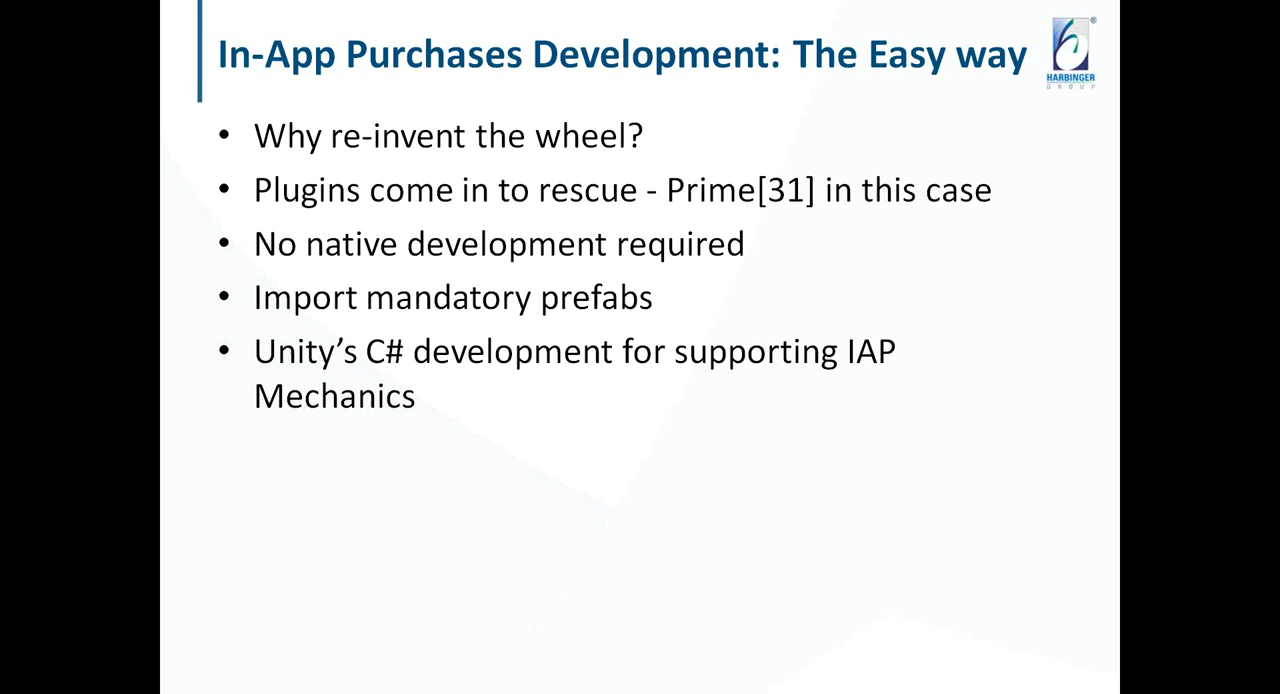 In-App Purchases Development: The Easy way
®
HARBINGER
GROUP
• Why re-invent the wheel?
• Plugins come in to rescue - Prime[31] in this case
• No native development required
• Import mandatory prefabs
• Unity’s C# development for supporting IAP
Mechanics